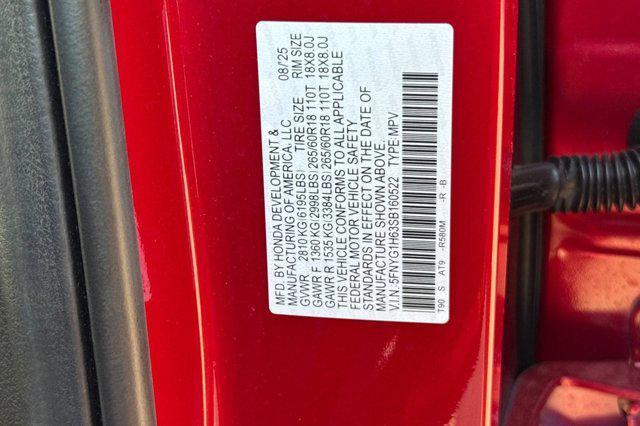 MFD. BY HONDA DEVELOPMENT & 08/25
MANUFACTURING OF AMERICA, LLC
TIRE SIZE RIM SIZE
GVWR 2810 KG/6195LBS
GAWR F 1360 KG/2998LBS/265/60R18 110T 18X8.0J
GAWR R 1535 KG/3384LBS/265/60R18 110T 18X8.0J
THIS VEHICLE CONFORMS TO ALL APPLICABLE
FEDERAL MOTOR VEHICLE SAFETY
STANDARDS IN EFFECT ON THE DATE OF
MANUFACTURE SHOWN ABOVE.
V.I.N. 5FNYG1H63SB160522 TYPE:MPV
T90 S A19 -R580M -R -B